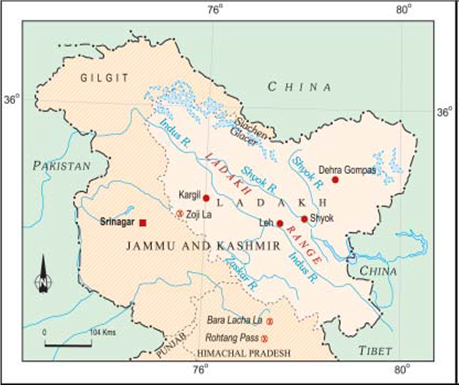 76°
80°
36°
36°
GILGIT
CHINA
Siachen
Glacer
Indus R.
PAKISTAN
LADAKH
Shyok R.
Shyok R.
Dehra Gompas
Kargil
LADAKH
Zoji La
Shyok
Leh
RANGE
Srinagar
JAMMU AND KASHMIR
Indus R.
Zaskar R.
CHINA
0 104 Kms
Bara Lacha La
Rohtang Pass
PUNJAB
HIMACHAL PRADESH
TIBET
76°
80°